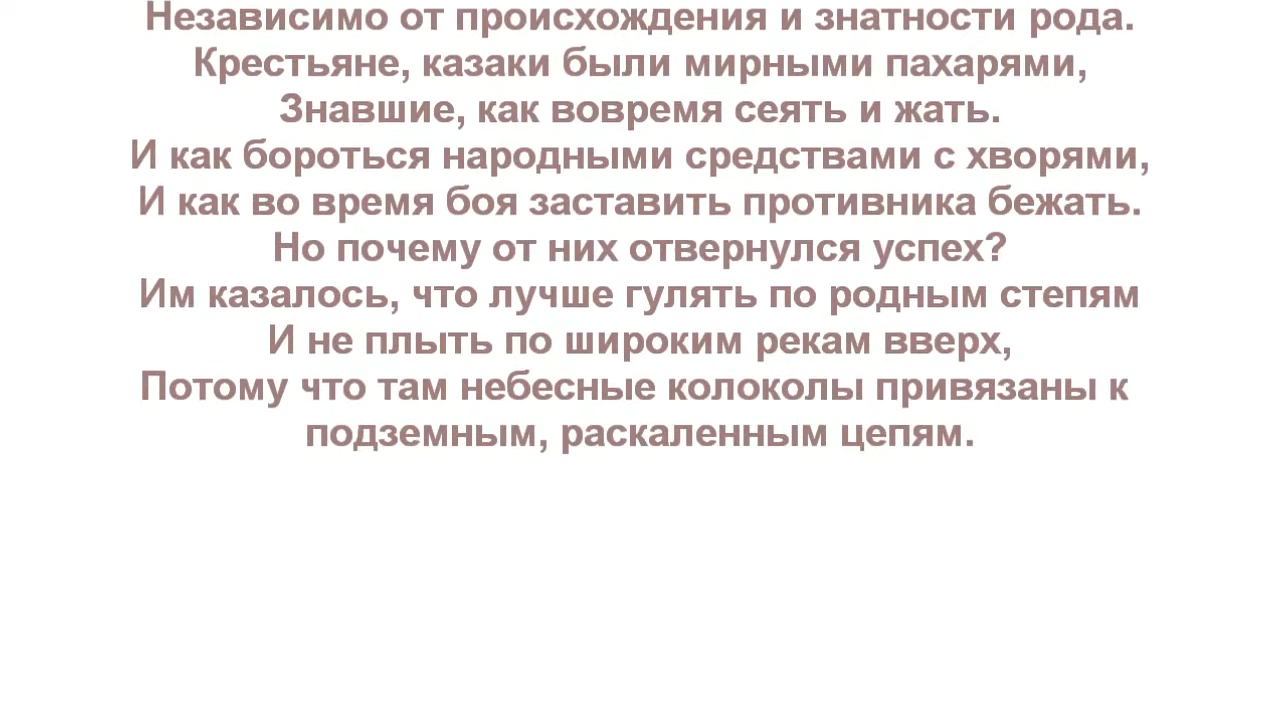 Независимо от происхождения и знатности рода.
Крестьяне, казаки были мирными пахарями,
Знавшие, как вовремя сеять и жать.
И как бороться народными средствами с хворями,
И как во время боя заставить противника бежать.
Но почему от них отвернулся успех?
Им казалось, что лучше гулять по родным степям
И не плыть по широким рекам вверх,
Потому что там небесные колоколы привязаны к
подземным, раскаленным цепям.